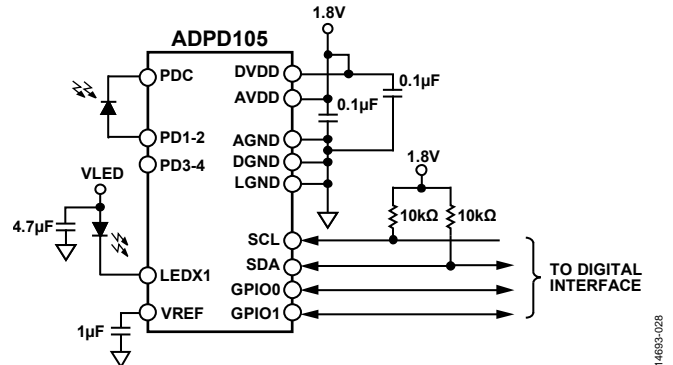 1.8V
ADPD105
PDC
DVDD
0.1µF
AVDD
0.1µF
PD1-2
AGND
PD3-4
DGND
1.8V
VLED
LGND
10kΩ 10kΩ
4.7µF
SCL
SDA
TO DIGITAL
INTERFACE
LEDX1
GPIO0
VREF
GPIO1
1µF
14693-028